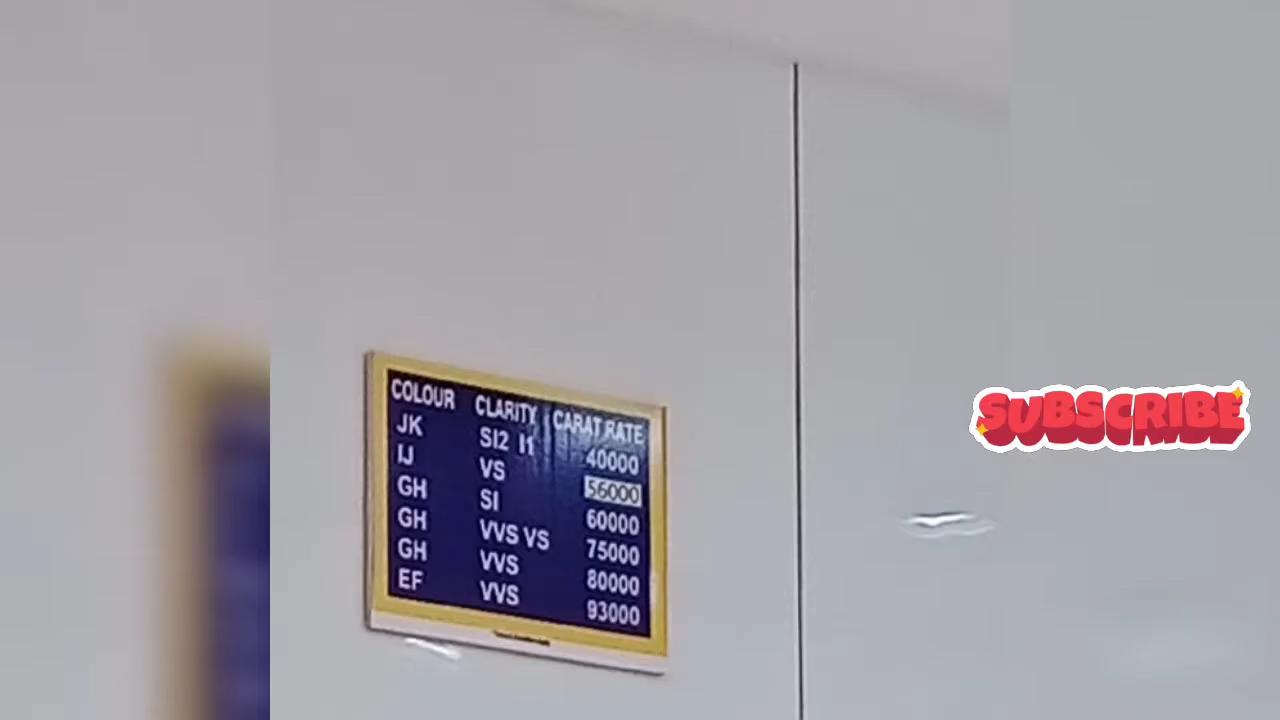 COLOUR CLARITY CARAT RATE
JK SI2 I1 40000
IJ VS 56000
GH SI 60000
GH VVS VS 75000
GH VVS 80000
EF VVS 93000
SUBSCRIBE